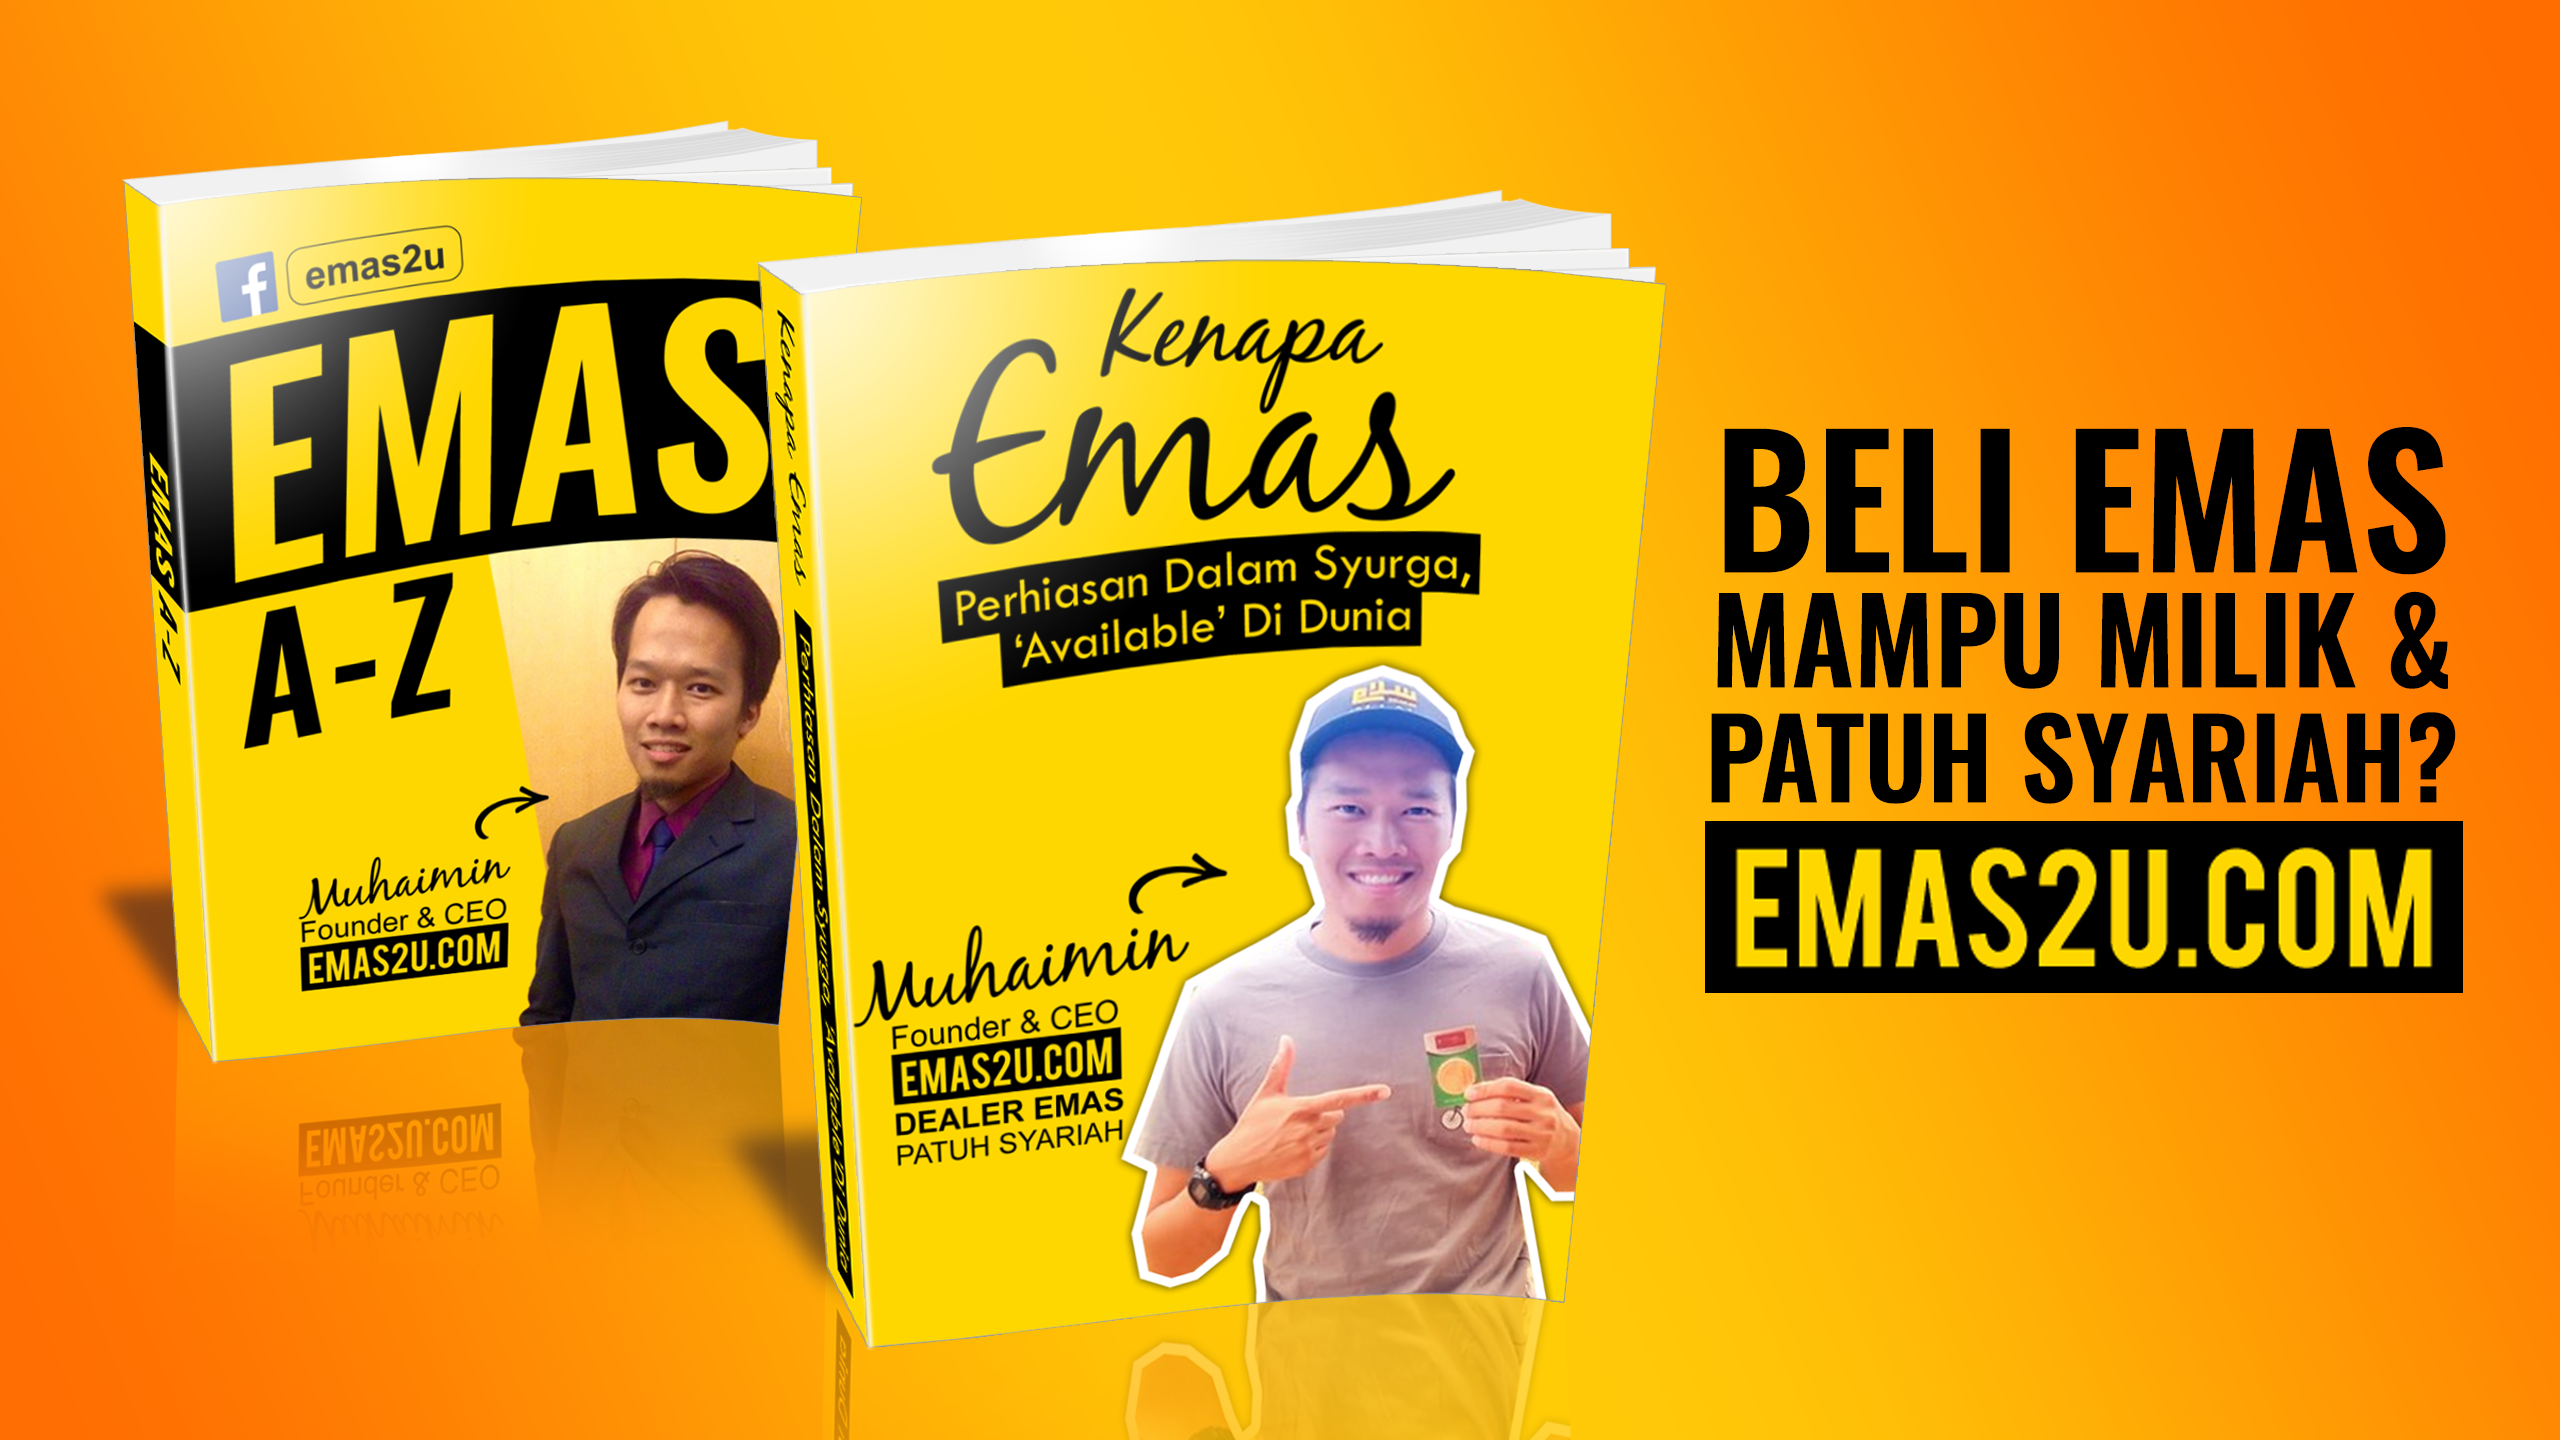 emas2u
EMAS
A-Z
Muhaimin
Founder & CEO
EMAS2U.COM
EMAS A-Z
Kenapa
Emas
Perhiasan Dalam Syurga,
'Available' Di Dunia
Muhaimin
Founder & CEO
EMAS2U.COM
DEALER EMAS
PATUH SYARIAH
Kenapa Emas Perhiasan Dalam Syurga, 'Available' Di Dunia
BELI EMAS
MAMPU MILIK &
PATUH SYARIAH?
EMAS2U.COM